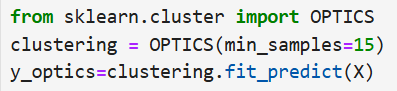 from sklearn.cluster import OPTICS
clustering = OPTICS(min_samples=15)
y_optics=clustering.fit_predict(X)